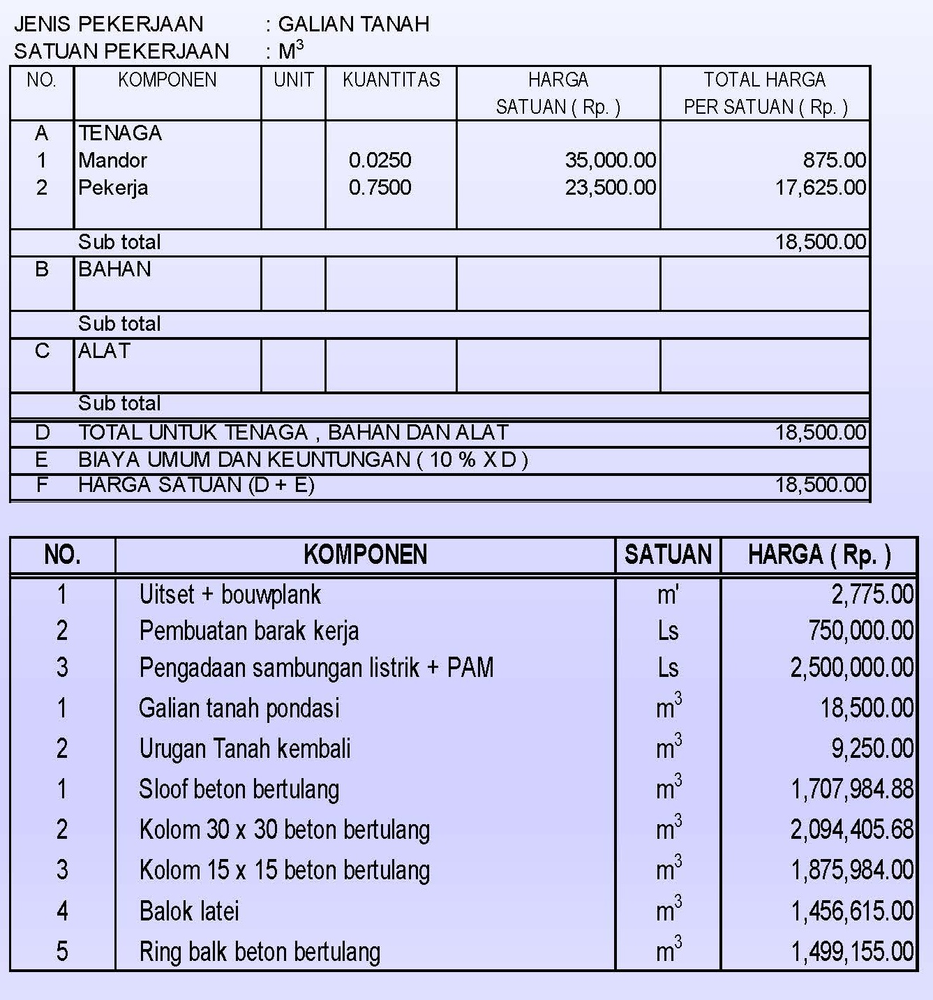 JENIS PEKERJAAN : GALIAN TANAH
SATUAN PEKERJAAN : M³
NO. KOMPONEN UNIT KUANTITAS HARGA SATUAN ( Rp. ) TOTAL HARGA PER SATUAN ( Rp. )
A TENAGA
1 Mandor 0.0250 35,000.00 875.00
2 Pekerja 0.7500 23,500.00 17,625.00
Sub total 18,500.00
B BAHAN
Sub total
C ALAT
Sub total
D TOTAL UNTUK TENAGA , BAHAN DAN ALAT 18,500.00
E BIAYA UMUM DAN KEUNTUNGAN ( 10 % X D )
F HARGA SATUAN (D + E) 18,500.00
NO. KOMPONEN SATUAN HARGA ( Rp. )
1 Uitset + bouwplank m' 2,775.00
2 Pembuatan barak kerja Ls 750,000.00
3 Pengadaan sambungan listrik + PAM Ls 2,500,000.00
1 Galian tanah pondasi m³ 18,500.00
2 Urugan Tanah kembali m³ 9,250.00
1 Sloof beton bertulang m³ 1,707,984.88
2 Kolom 30 x 30 beton bertulang m³ 2,094,405.68
3 Kolom 15 x 15 beton bertulang m³ 1,875,984.00
4 Balok latei m³ 1,456,615.00
5 Ring balk beton bertulang m³ 1,499,155.00